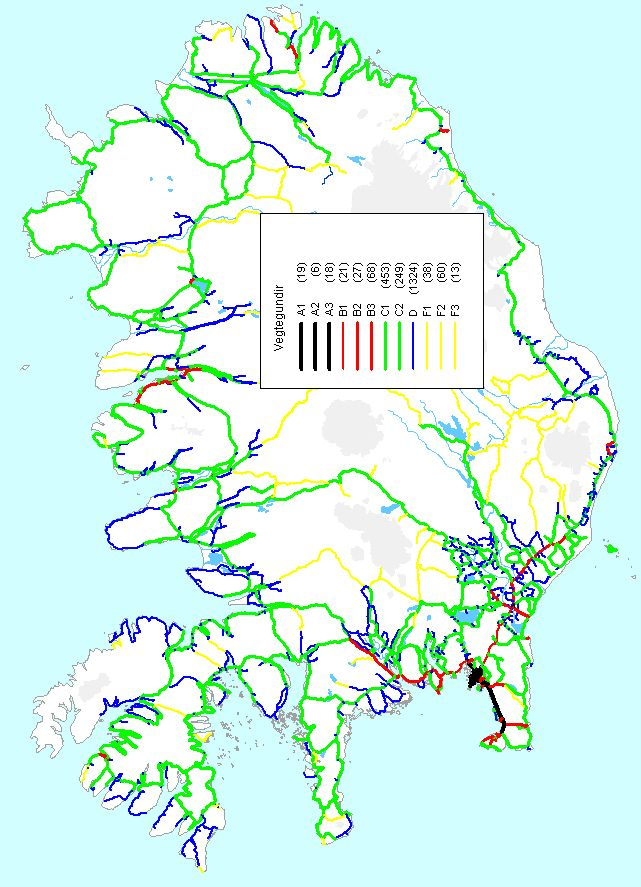 Vegtegundir
A1 (19)
A2 (6)
A3 (18)
B1 (21)
B2 (27)
B3 (68)
C1 (453)
C2 (249)
D (1324)
F1 (38)
F2 (60)
F3 (13)